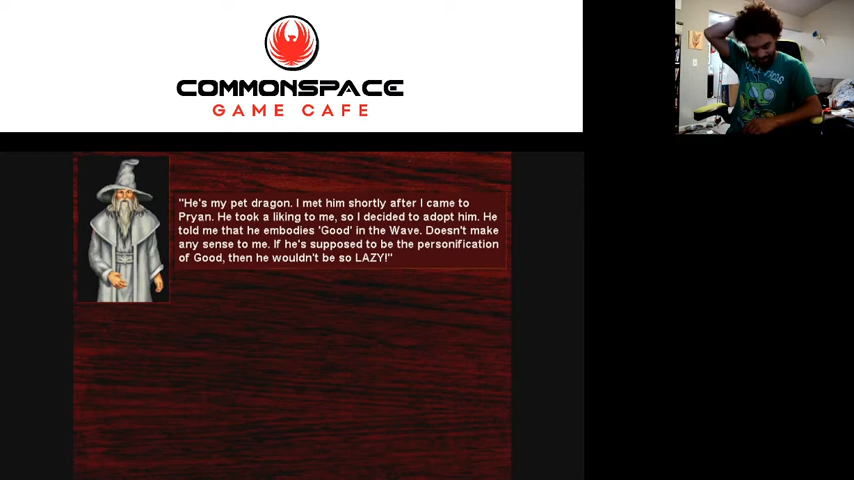 COMMONSPACE
GAME CAFE
"He's my pet dragon. I met him shortly after I came to
Pryan. He took a liking to me, so I decided to adopt him. He
told me that he embodies 'Good' in the Wave. Doesn't make
any sense to me. If he's supposed to be the personification
of Good, then he wouldn't be so LAZY!"